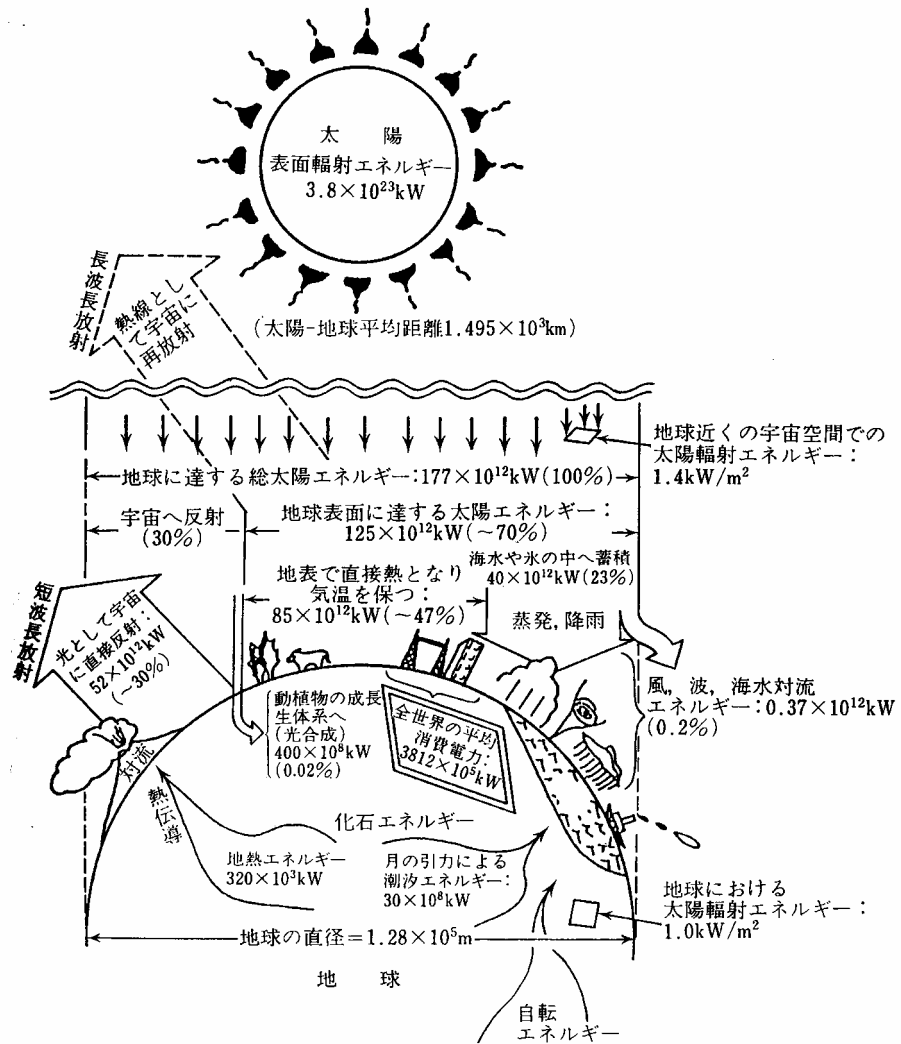 太陽
表面輻射エネルギー
3.8×10²³kW
長波長放射
熱線とし
て宇宙に
再放射
(太陽-地球平均距離1.495×10³km)
地球近くの宇宙空間での
太陽輻射エネルギー:
1.4kW/m²
地球に達する総太陽エネルギー:177×10¹²kW(100%)
宇宙へ反射
(30%)
地球表面に達する太陽エネルギー:
125×10¹²kW(~70%)
海水や氷の中へ蓄積
40×10¹²kW(23%)
地表で直接熱となり
気温を保つ:
85×10¹²kW(~47%)
蒸発,降雨
短波長放射
光として宇宙
に直接反射:
52×10¹²kW
(~30%)
風,波,海水対流
エネルギー:0.37×10¹²kW
(0.2%)
動植物の成長
生体系へ
(光合成)
400×10⁸kW
(0.02%)
全世界の平均
消費電力:
3812×10⁵kW
対流
熱伝導
化石エネルギー
地熱エネルギー
320×10³kW
月の引力による
潮汐エネルギー:
30×10⁸kW
地球における
太陽輻射エネルギー:
1.0kW/m²
地球の直径=1.28×10⁵m
地球
自転
エネルギー